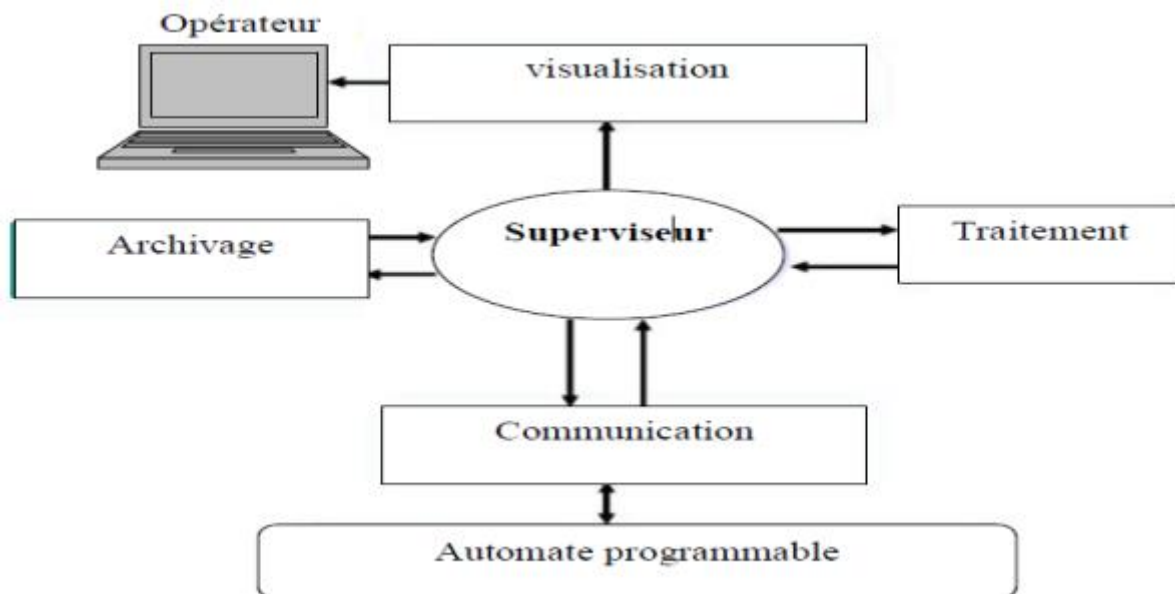 Opérateur
visualisation
Superviseur
Archivage
Traitement
Communication
Automate programmable